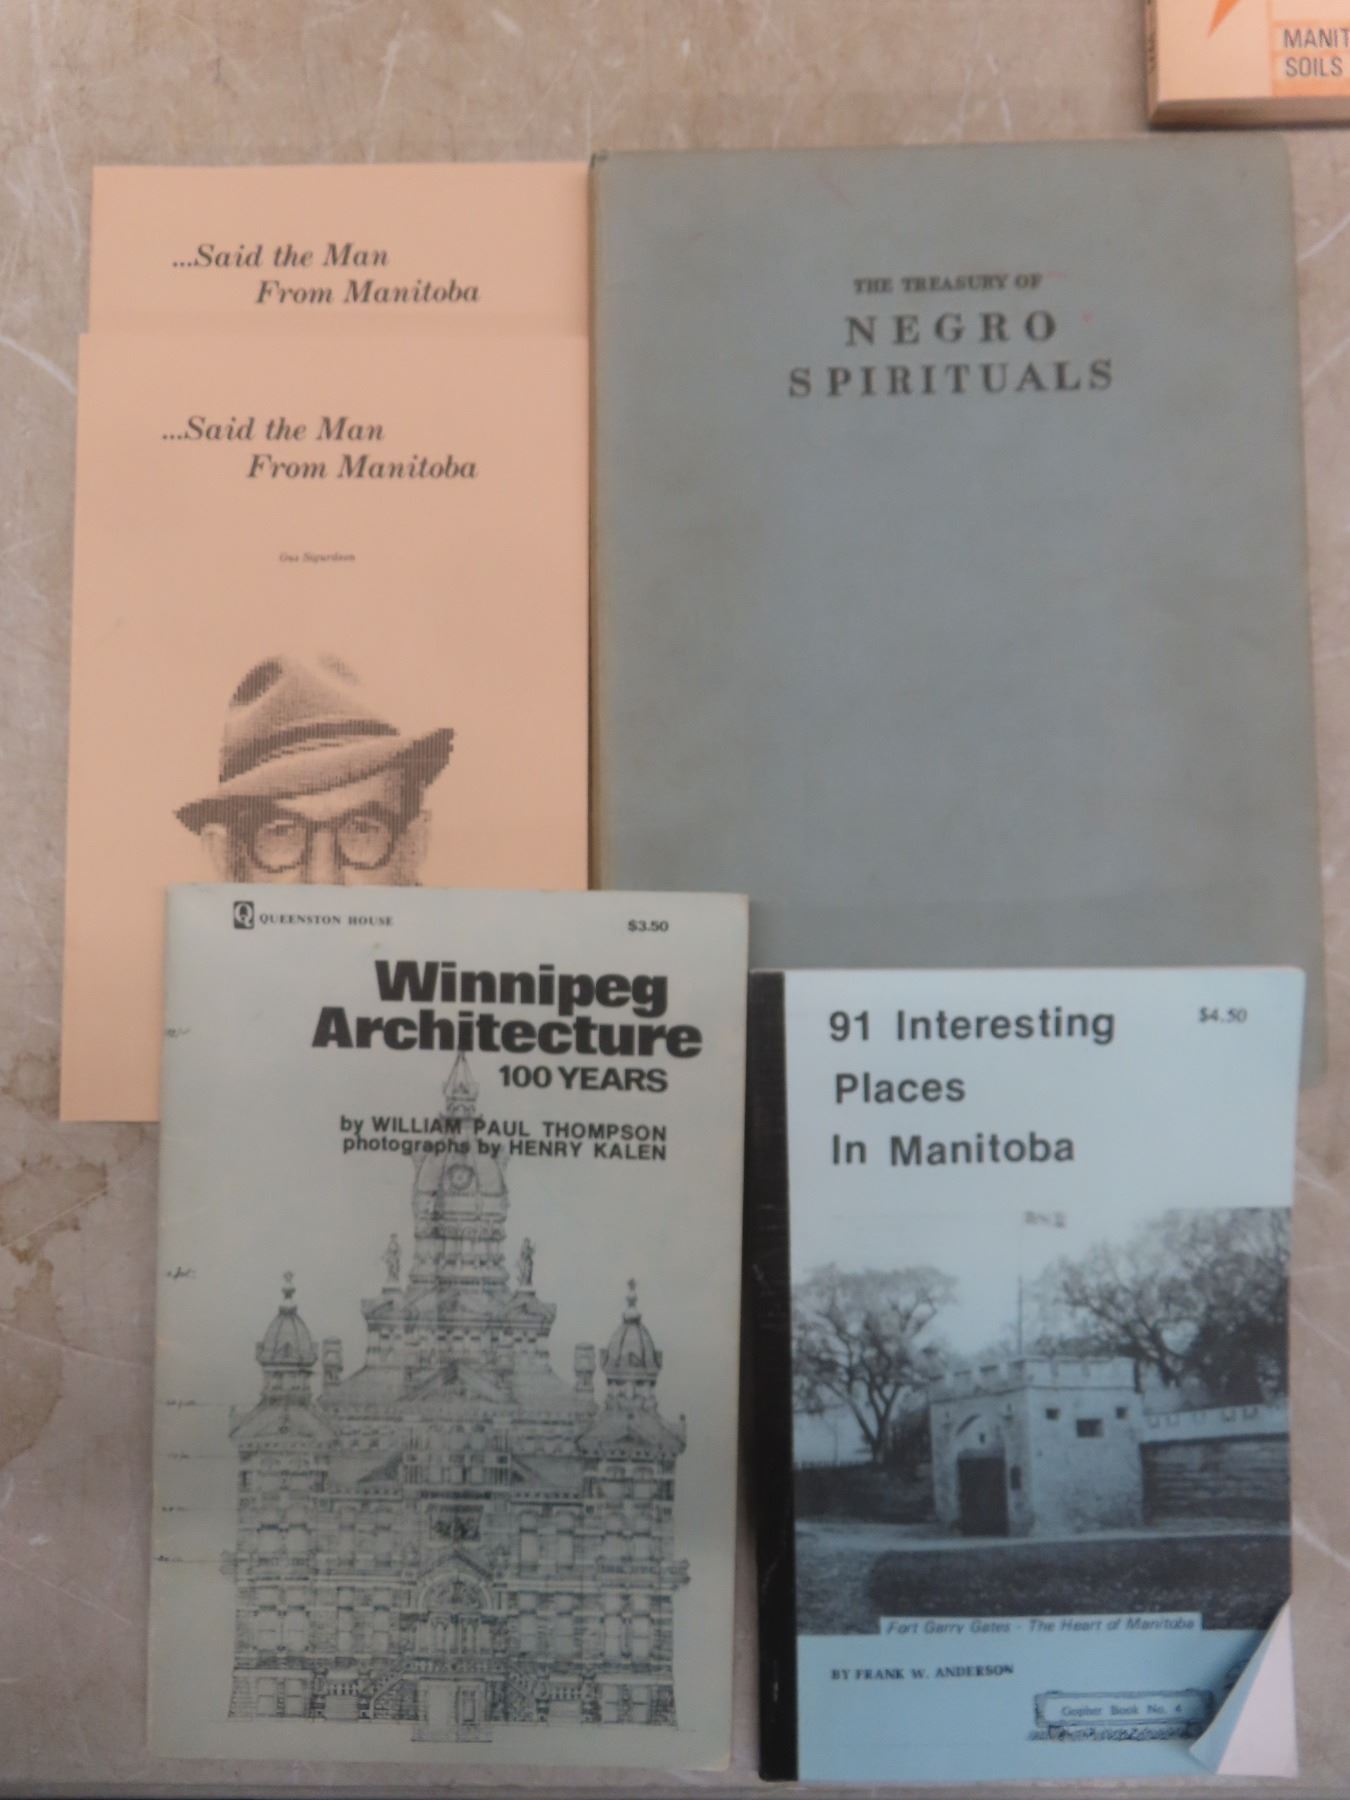 MANIT
SOILS
...Said the Man
From Manitoba
...Said the Man
From Manitoba
Gus Sigurdson
THE TREASURY OF
NEGRO
SPIRITUALS
Q QUEENSTON HOUSE
$3.50
Winnipeg
Architecture
100 YEARS
by WILLIAM PAUL THOMPSON
photographs by HENRY KALEN
91 Interesting
Places
In Manitoba
$4.50
Fort Garry Gates - The Heart of Manitoba
BY FRANK W. ANDERSON
Gopher Book No. 4